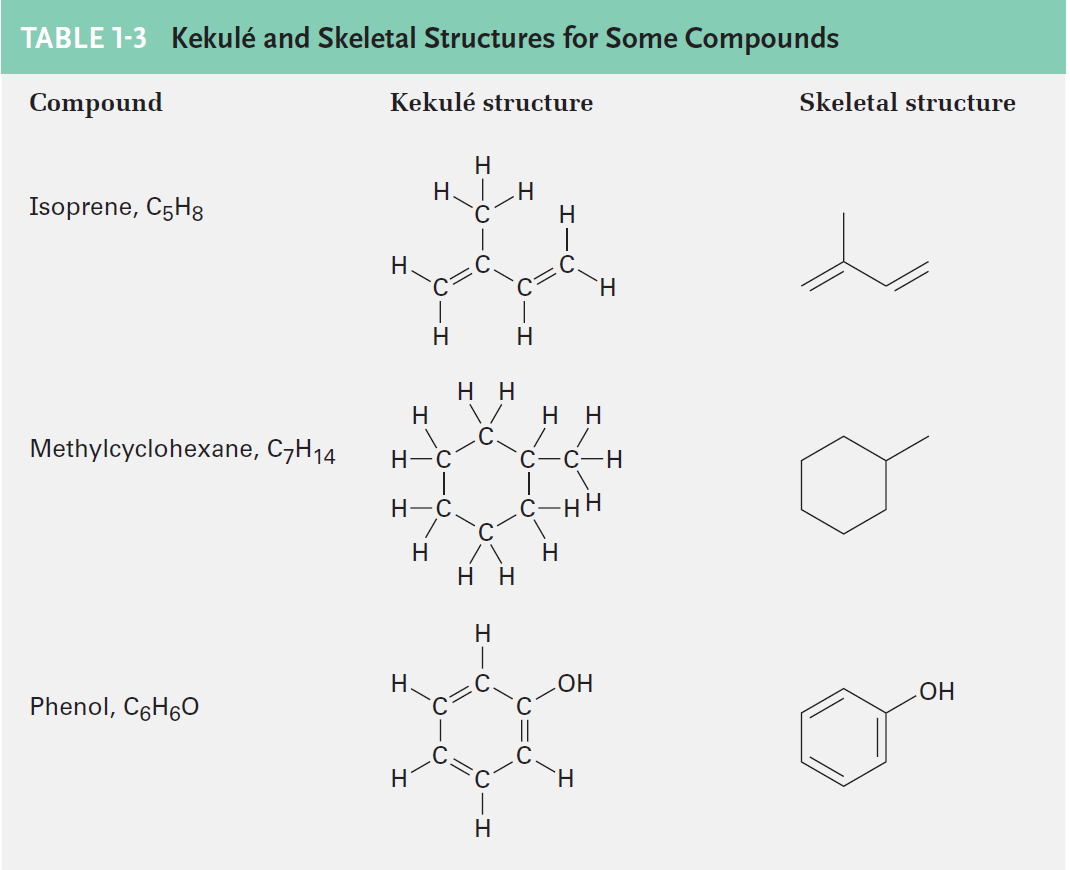 TABLE 1-3 Kekulé and Skeletal Structures for Some Compounds
Compound Kekulé structure Skeletal structure
Isoprene, C5H8
H
H H
C H
H C C
C C H
H H
Methylcyclohexane, C7H14
H H
H C H H
H C C C H
H C C H H
H C H
H H
Phenol, C6H6O
H
H C OH
C C
C C
H C H
H
OH